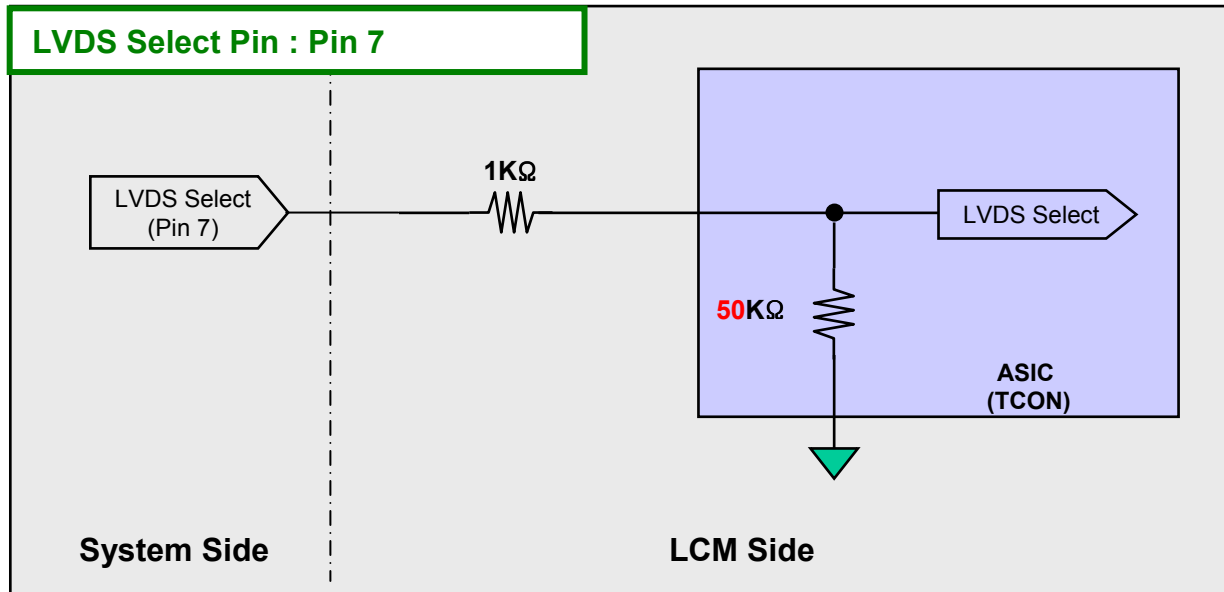 LVDS Select Pin : Pin 7
1KΩ
LVDS Select
(Pin 7)
LVDS Select
50KΩ
ASIC
(TCON)
System Side
LCM Side